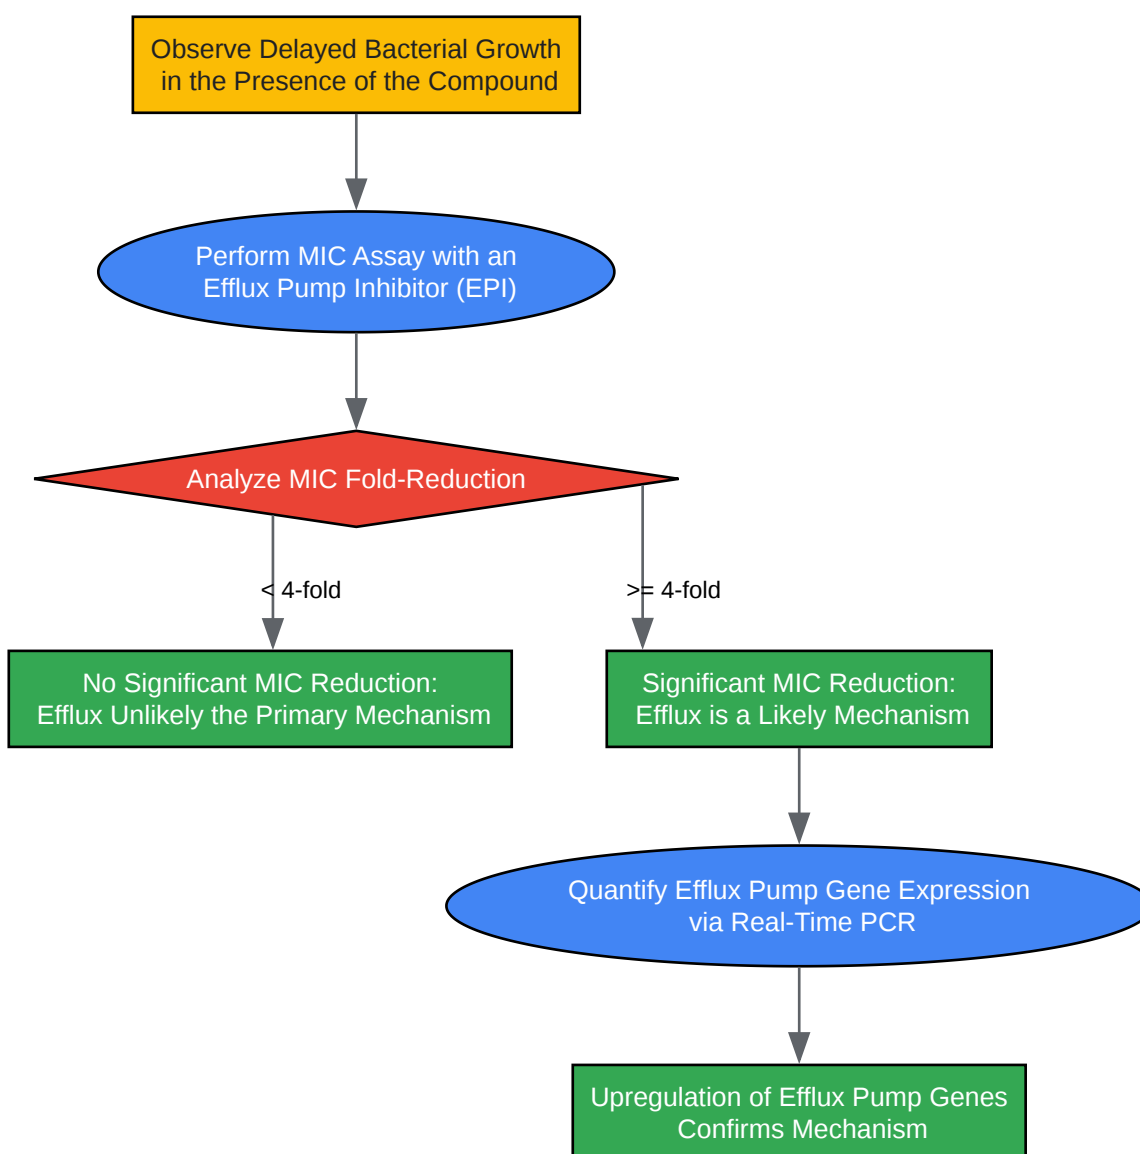 Observe Delayed Bacterial Growth
in the Presence of the Compound
Perform MIC Assay with an
Efflux Pump Inhibitor (EPI)
Analyze MIC Fold-Reduction
< 4-fold
>= 4-fold
No Significant MIC Reduction:
Efflux Unlikely the Primary Mechanism
Significant MIC Reduction:
Efflux is a Likely Mechanism
Quantify Efflux Pump Gene Expression
via Real-Time PCR
Upregulation of Efflux Pump Genes
Confirms Mechanism